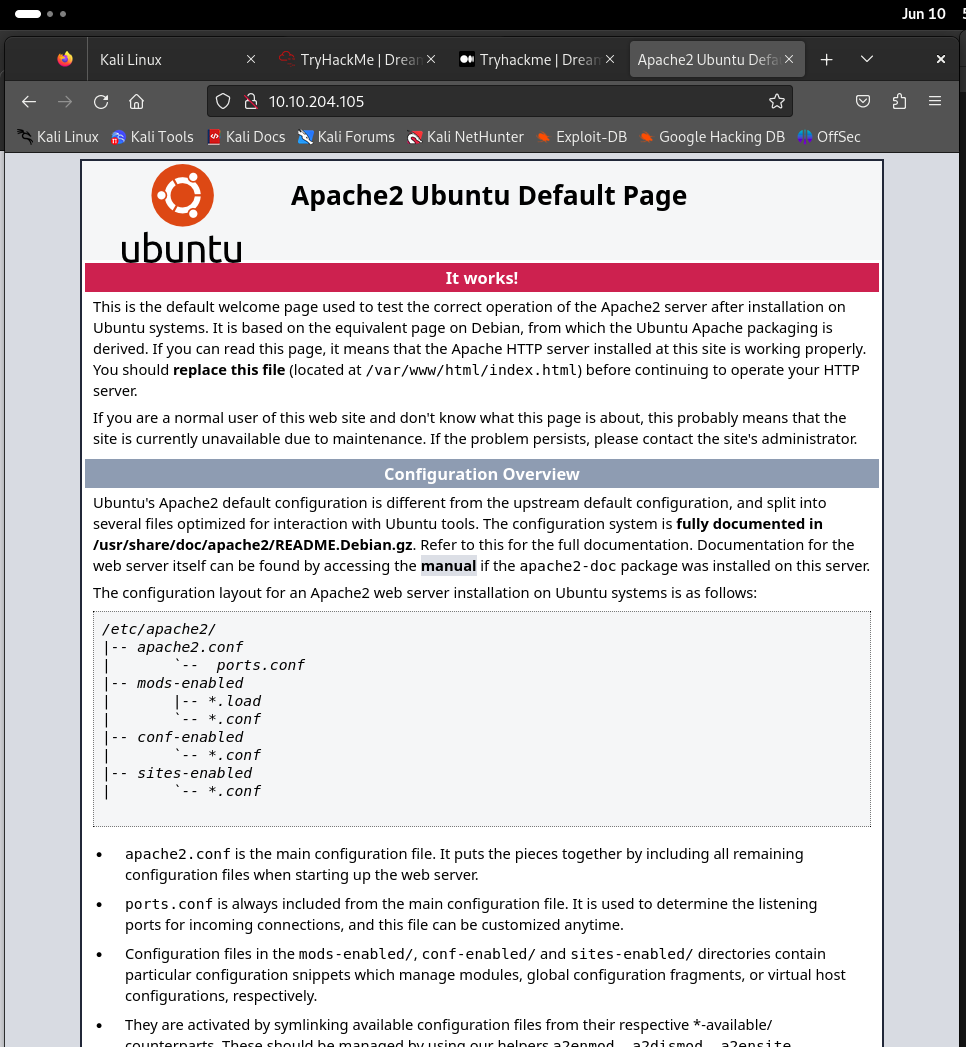 Jun 10
Kali Linux
TryHackMe | Drean
Tryhackme | Drean
Apache2 Ubuntu Defa
10.10.204.105
Kali Linux
Kali Tools
Kali Docs
Kali Forums
Kali NetHunter
Exploit-DB
Google Hacking DB
OffSec
ubuntu
Apache2 Ubuntu Default Page
It works!
This is the default welcome page used to test the correct operation of the Apache2 server after installation on
Ubuntu systems. It is based on the equivalent page on Debian, from which the Ubuntu Apache packaging is
derived. If you can read this page, it means that the Apache HTTP server installed at this site is working properly.
You should replace this file (located at /var/www/html/index.html) before continuing to operate your HTTP
server.
If you are a normal user of this web site and don't know what this page is about, this probably means that the
site is currently unavailable due to maintenance. If the problem persists, please contact the site's administrator.
Configuration Overview
Ubuntu's Apache2 default configuration is different from the upstream default configuration, and split into
several files optimized for interaction with Ubuntu tools. The configuration system is fully documented in
/usr/share/doc/apache2/README.Debian.gz. Refer to this for the full documentation. Documentation for the
web server itself can be found by accessing the manual if the apache2-doc package was installed on this server.
The configuration layout for an Apache2 web server installation on Ubuntu systems is as follows:
/etc/apache2/
|-- apache2.conf
|       `--  ports.conf
|-- mods-enabled
|       |-- *.load
|       `-- *.conf
|-- conf-enabled
|       `-- *.conf
|-- sites-enabled
|       `-- *.conf
• apache2.conf is the main configuration file. It puts the pieces together by including all remaining
configuration files when starting up the web server.
• ports.conf is always included from the main configuration file. It is used to determine the listening
ports for incoming connections, and this file can be customized anytime.
• Configuration files in the mods-enabled/, conf-enabled/ and sites-enabled/ directories contain
particular configuration snippets which manage modules, global configuration fragments, or virtual host
configurations, respectively.
• They are activated by symlinking available configuration files from their respective *-available/
counterparts. These should be managed by using our helpers a2enmod, a2dismod, a2ensite,